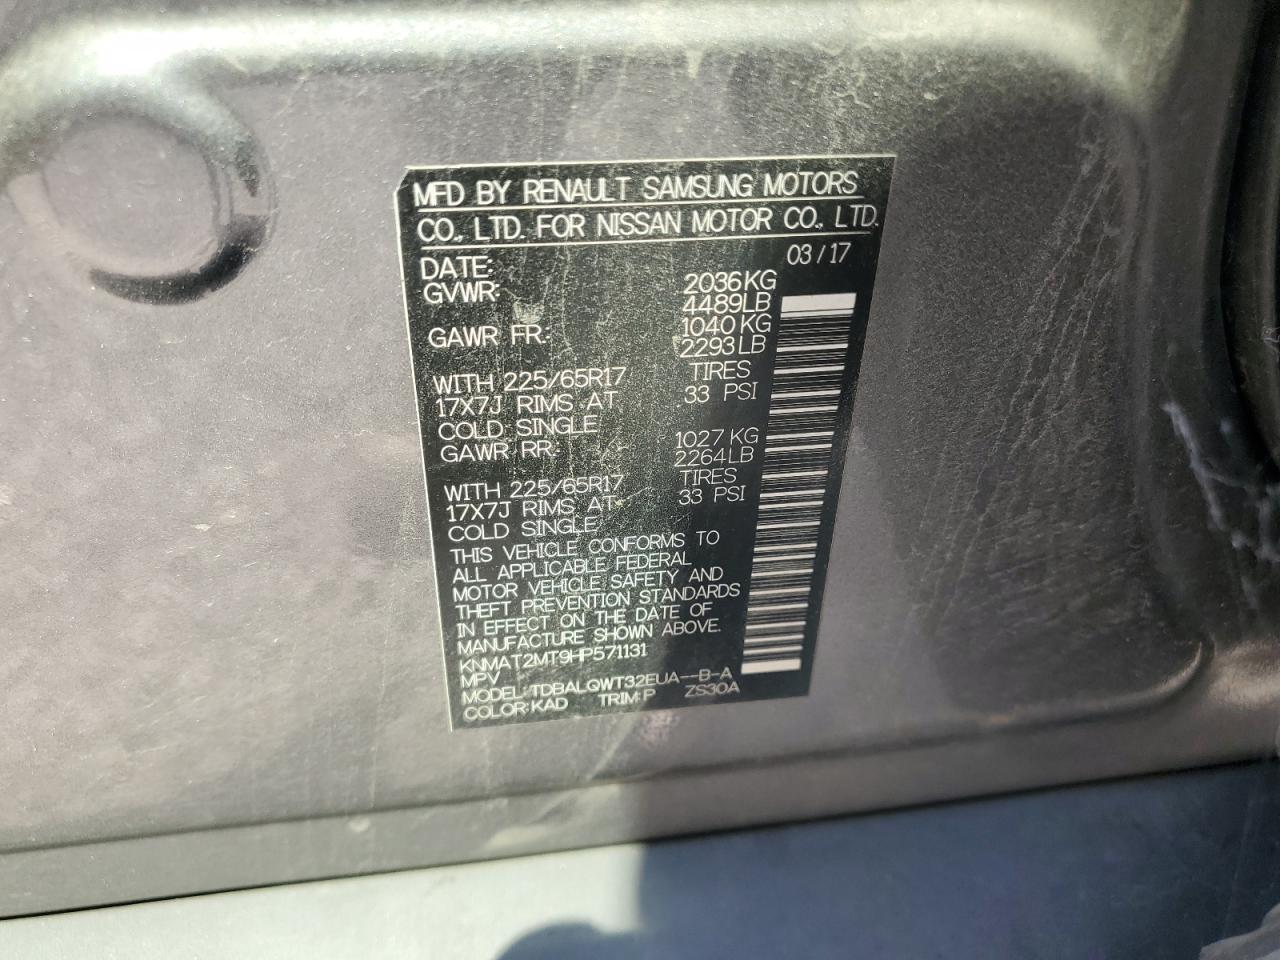 MFD BY RENAULT SAMSUNG MOTORS
CO., LTD. FOR NISSAN MOTOR CO., LTD.
DATE: 03/17
GVWR: 2036KG
4489LB
GAWR FR: 1040KG
2293LB
WITH 225/65R17 TIRES
17X7J RIMS AT 33 PSI
COLD SINGLE
GAWR RR: 1027KG
2264LB
WITH 225/65R17 TIRES
17X7J RIMS AT 33 PSI
COLD SINGLE
THIS VEHICLE CONFORMS TO
ALL APPLICABLE FEDERAL
MOTOR VEHICLE SAFETY AND
THEFT PREVENTION STANDARDS
IN EFFECT ON THE DATE OF
MANUFACTURE SHOWN ABOVE.
KNMAT2MT9HP571131
MPV
MODEL:TDBALQWT32EUA--B-A
COLOR:KAD TRIM:P ZS30A